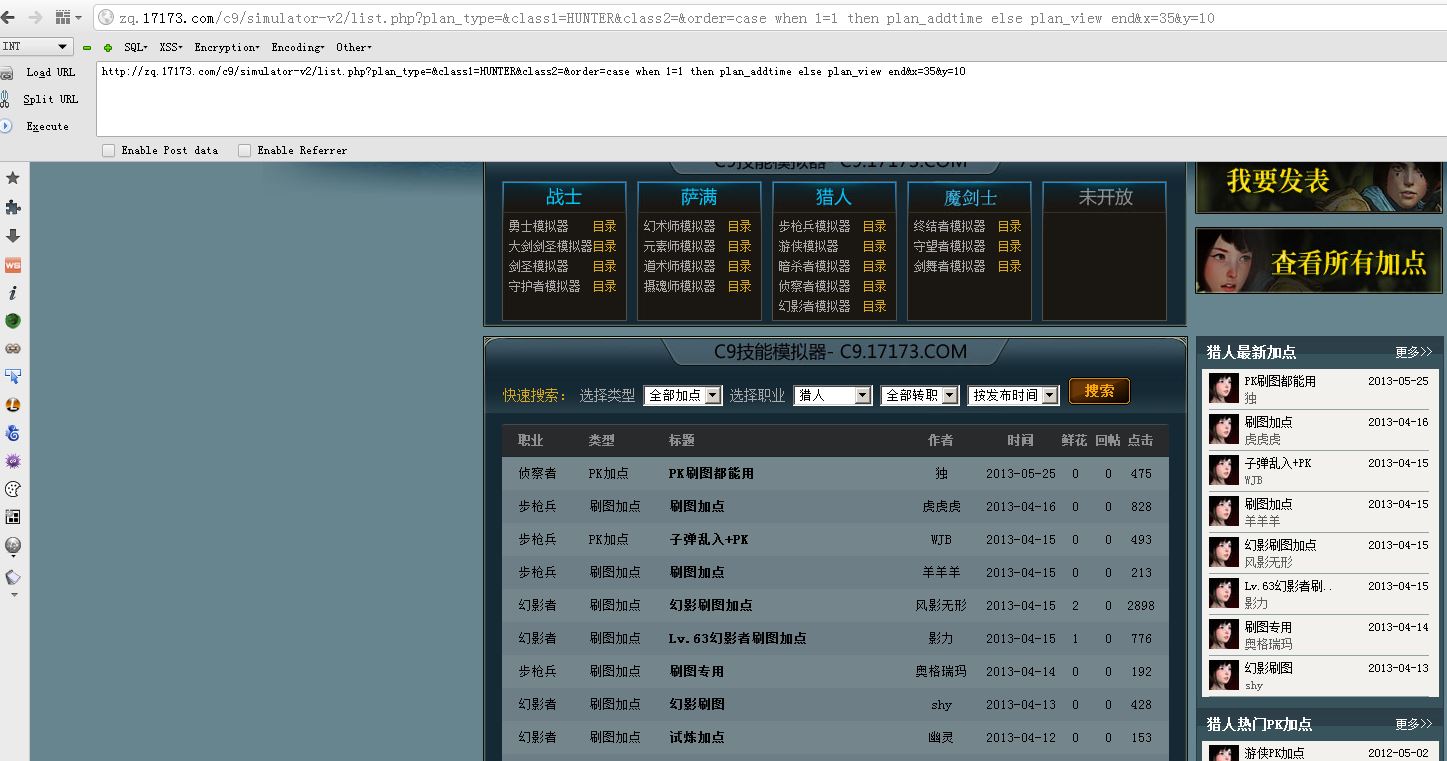 zq.17173.com/c9/simulator-v2/list.php?plan_type=&class1=HUNTER&class2=&order=case when 1=1 then plan_addtime else plan_view end&x=35&y=10
INT SQL XSS Encryption Encoding Other
Load URL http://zq.17173.com/c9/simulator-v2/list.php?plan_type=&class1=HUNTER&class2=&order=case when 1=1 then plan_addtime else plan_view end&x=35&y=10
Split URL
Execute
Enable Post data Enable Referrer
C9技能模拟器- C9.17173.COM
战士 萨满 猎人 魔剑士 未开放
勇士模拟器 目录 幻术师模拟器 目录 步枪兵模拟器 目录 终结者模拟器 目录
大剑剑圣模拟器目录 元素师模拟器 目录 游侠模拟器 目录 守望者模拟器 目录
剑圣模拟器 目录 道术师模拟器 目录 暗杀者模拟器 目录 剑舞者模拟器 目录
守护者模拟器 目录 摄魂师模拟器 目录 侦察者模拟器 目录
幻影者模拟器 目录
我要发表
查看所有加点
C9技能模拟器- C9.17173.COM
快速搜索: 选择类型 全部加点 选择职业 猎人 全部转职 按发布时间 搜索
职业 类型 标题 作者 时间 鲜花 回帖 点击
侦察者 PK加点 PK刷图都能用 独 2013-05-25 0 0 475
步枪兵 刷图加点 刷图加点 虎虎虎 2013-04-16 0 0 828
步枪兵 PK加点 子弹乱入+PK WJB 2013-04-15 0 0 493
步枪兵 刷图加点 刷图加点 羊羊羊 2013-04-15 0 0 213
幻影者 刷图加点 幻影刷图加点 风影无形 2013-04-15 2 0 2898
幻影者 刷图加点 Lv.63幻影者刷图加点 影力 2013-04-15 1 0 776
步枪兵 刷图加点 刷图专用 奥格瑞玛 2013-04-14 0 0 192
幻影者 刷图加点 幻影刷图 shy 2013-04-13 0 0 428
幻影者 刷图加点 试炼加点 幽灵 2013-04-12 0 0 153
猎人最新加点 更多>>
PK刷图都能用 2013-05-25
独
刷图加点 2013-04-16
虎虎虎
子弹乱入+PK 2013-04-15
WJB
刷图加点 2013-04-15
羊羊羊
幻影刷图加点 2013-04-15
风影无形
Lv.63幻影者刷.. 2013-04-15
影力
刷图专用 2013-04-14
奥格瑞玛
幻影刷图 2013-04-13
shy
猎人热门PK加点 更多>>
游侠PK加点 2012-05-02